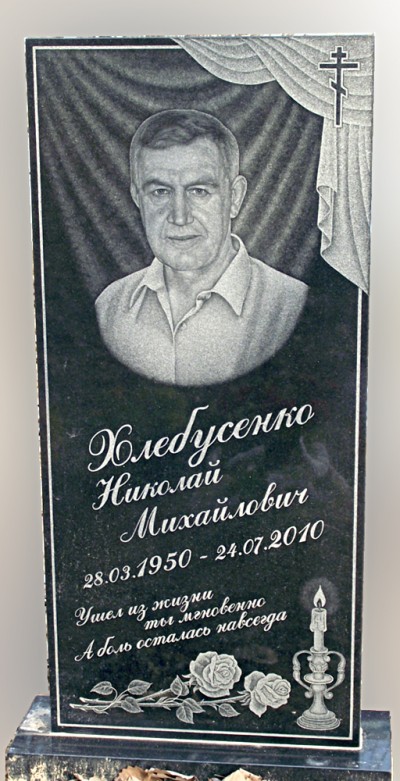 Хлебусенко
Николай
Михайлович
28.03.1950 - 24.07.2010
Ушел из жизни
ты мгновенно
А боль осталась навсегда